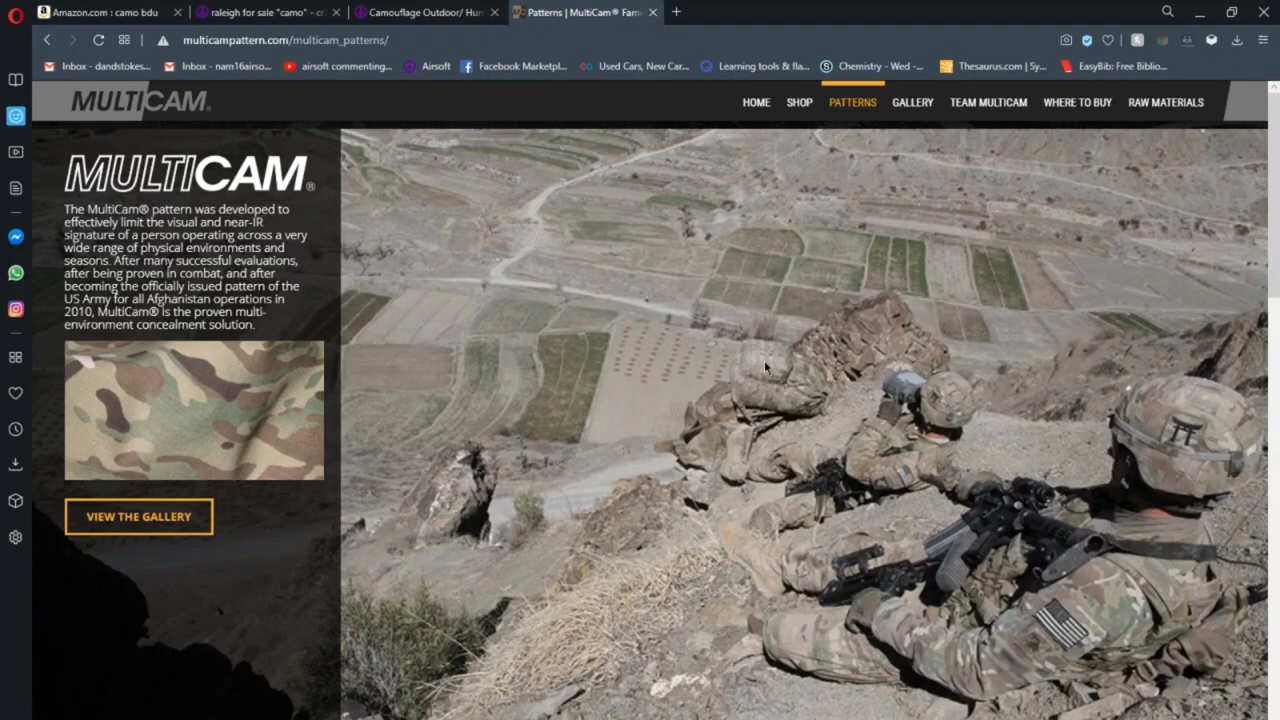 Amazon.com : camo bdu
raleigh for sale "camo" - cr
Camouflage Outdoor/ Hun
Patterns | MultiCam® Fam
multicampattern.com/multicam_patterns/
Inbox - dandstokes...
Inbox - nam16airso...
airsoft commenting...
Airsoft
Facebook Marketpl...
Used Cars, New Car...
Learning tools & fla...
Chemistry - Wed -...
Thesaurus.com | Sy...
EasyBib: Free Biblio...
MULTICAM®
HOME
SHOP
PATTERNS
GALLERY
TEAM MULTICAM
WHERE TO BUY
RAW MATERIALS
MULTICAM®
The MultiCam® pattern was developed to
effectively limit the visual and near-IR
signature of a person operating across a very
wide range of physical environments and
seasons. After many successful evaluations,
after being proven in combat, and after
becoming the officially issued pattern of the
US Army for all Afghanistan operations in
2010, MultiCam® is the proven multi-
environment concealment solution.
VIEW THE GALLERY